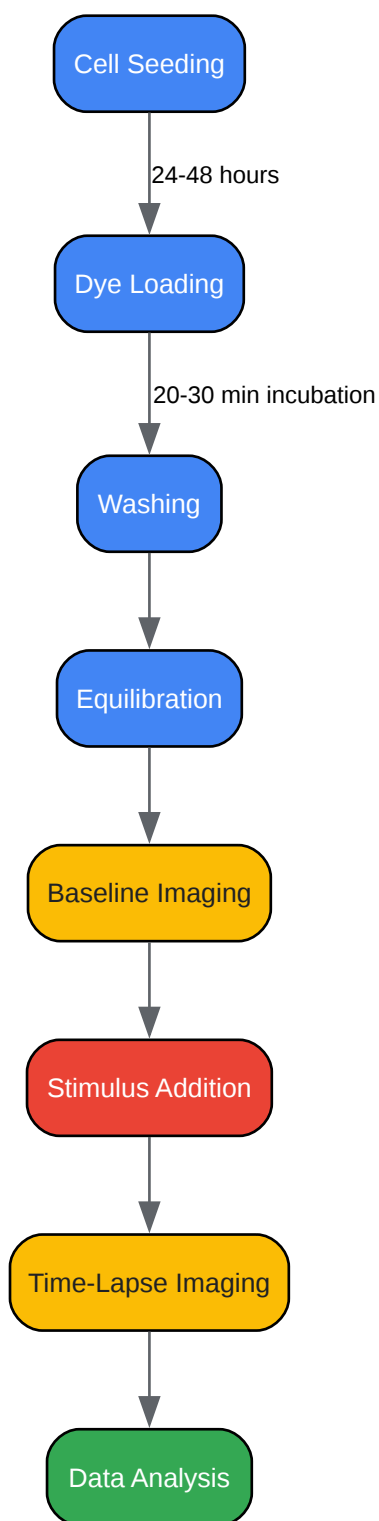 Cell Seeding
24-48 hours
Dye Loading
20-30 min incubation
Washing
Equilibration
Baseline Imaging
Stimulus Addition
Time-Lapse Imaging
Data Analysis